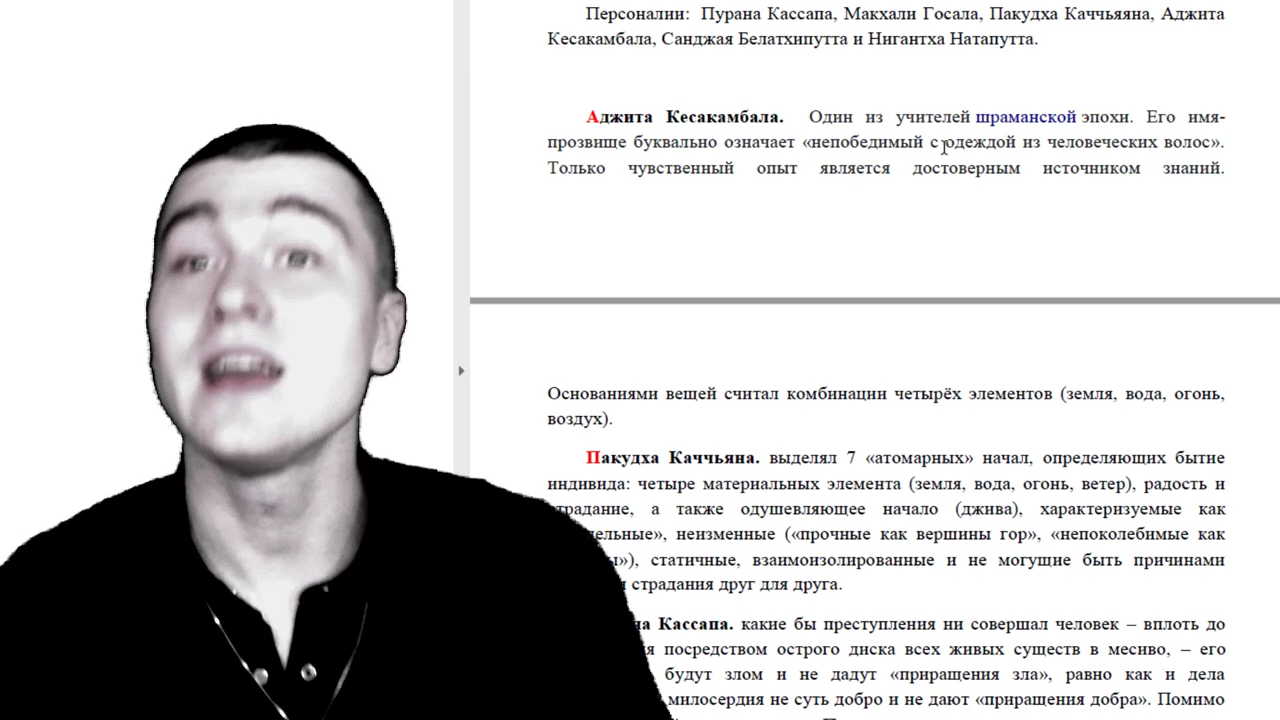 Персоналии: Пурана Кассапа, Макхали Госала, Пакудха Каччьяяна, Аджита
Кесакамбала, Санджая Белатхипутта и Нигантха Натапутта.
Аджита Кесакамбала. Один из учителей шраманской эпохи. Его имя-
прозвище буквально означает «непобедимый с одеждой из человеческих волос».
Только чувственный опыт является достоверным источником знаний.
Основаниями вещей считал комбинации четырёх элементов (земля, вода, огонь,
воздух).
Пакудха Каччьяна. выделял 7 «атомарных» начал, определяющих бытие
индивида: четыре материальных элемента (земля, вода, огонь, ветер), радость и
страдание, а также одушевляющее начало (джива), характеризуемые как
неизменные («прочные как вершины гор», «непоколебимые как
статичные, взаимоизолированные и не могущие быть причинами
страдания друг для друга.
Кассапа. какие бы преступления ни совершал человек – вплоть до
посредством острого диска всех живых существ в месиво, – его
будут злом и не дадут «приращения зла», равно как и дела
милосердия не суть добро и не дают «приращения добра». Помимо